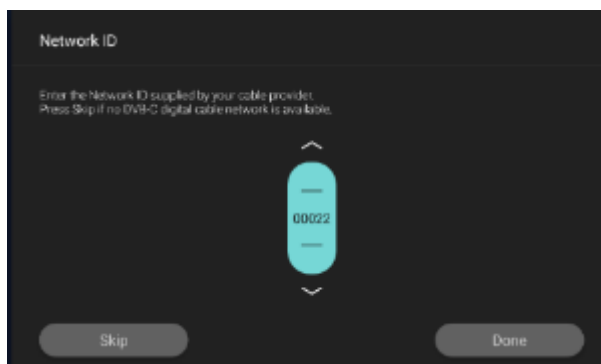 Network ID
Enter the Network ID supplied by your cable provider.
Press Skip if no DVB-C digital cable network is available.
00022
Skip
Done